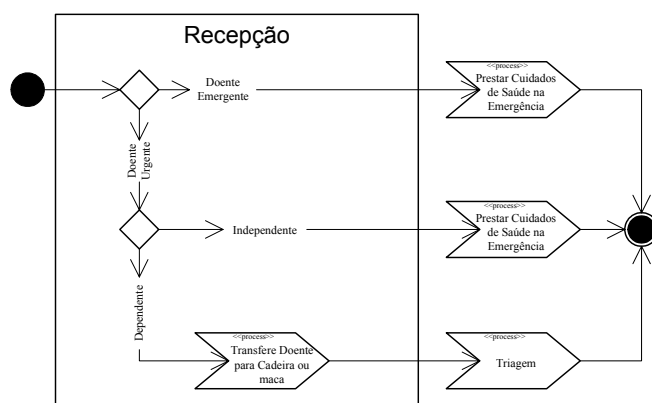 Recepção
Doente
Emergente
<<process>>
Prestar Cuidados
de Saúde na
Emergência
Doente
Urgente
Independente
<<process>>
Prestar Cuidados
de Saúde na
Emergência
Dependente
<<process>>
Transfere Doente
para Cadeira ou
maca
<<process>>
Triagem